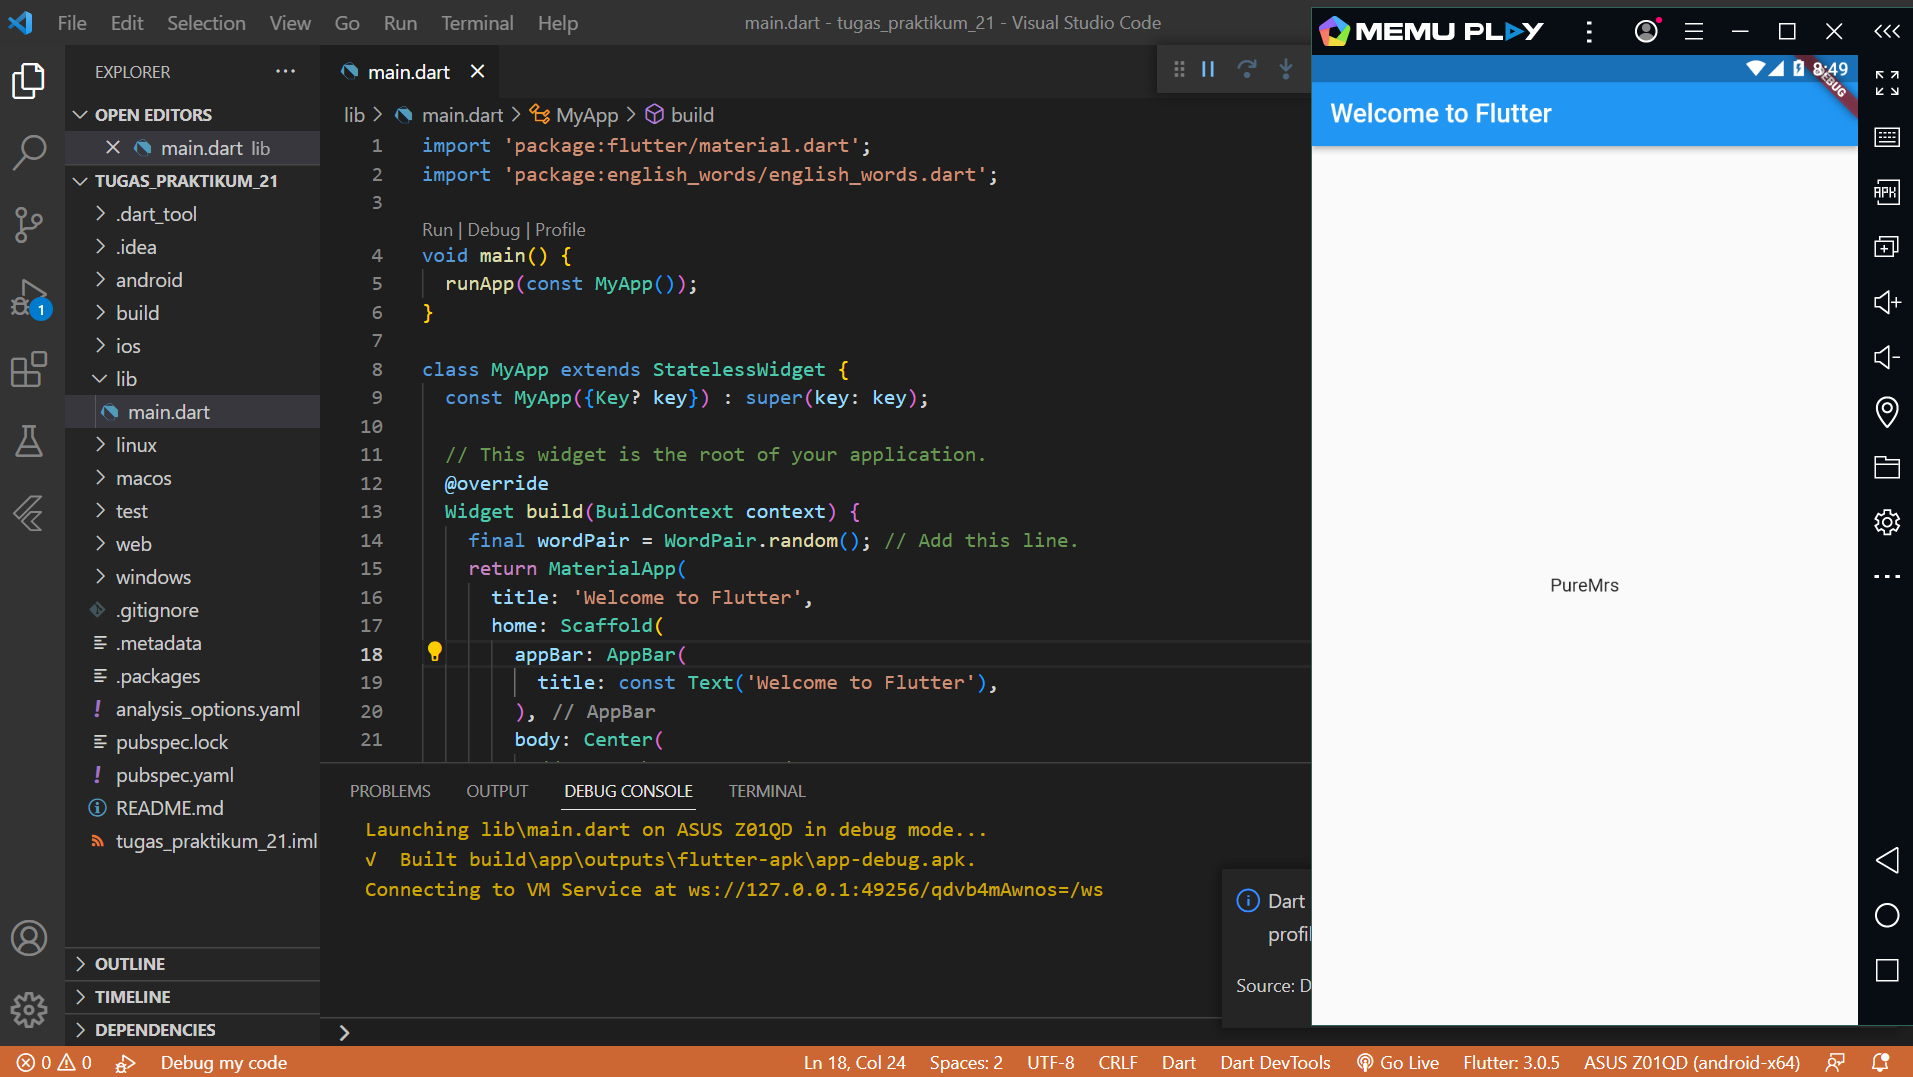 File Edit Selection View Go Run Terminal Help
main.dart - tugas_praktikum_21 - Visual Studio Code
EXPLORER
OPEN EDITORS
main.dart lib
TUGAS_PRAKTIKUM_21
.dart_tool
.idea
android
build
ios
lib
main.dart
linux
macos
test
web
windows
.gitignore
.metadata
.packages
analysis_options.yaml
pubspec.lock
pubspec.yaml
README.md
tugas_praktikum_21.iml
OUTLINE
TIMELINE
DEPENDENCIES
1
main.dart
lib > main.dart > MyApp > build
1 import 'package:flutter/material.dart';
2 import 'package:english_words/english_words.dart';
3
Run | Debug | Profile
4 void main() {
5 runApp(const MyApp());
6 }
7
8 class MyApp extends StatelessWidget {
9 const MyApp({Key? key}) : super(key: key);
10
11 // This widget is the root of your application.
12 @override
13 Widget build(BuildContext context) {
14 final wordPair = WordPair.random(); // Add this line.
15 return MaterialApp(
16 title: 'Welcome to Flutter',
17 home: Scaffold(
18 appBar: AppBar(
19 title: const Text('Welcome to Flutter'),
20 ), // AppBar
21 body: Center(
PROBLEMS OUTPUT DEBUG CONSOLE TERMINAL
Launching lib\main.dart on ASUS Z01QD in debug mode...
√ Built build\app\outputs\flutter-apk\app-debug.apk.
Connecting to VM Service at ws://127.0.0.1:49256/qdvb4mAwnos=/ws
Dart
profil
Source: D
MEMU PLAY
8:49
DEBUG
Welcome to Flutter
PureMrs
APK
0 0 Debug my code Ln 18, Col 24 Spaces: 2 UTF-8 CRLF Dart Dart DevTools Go Live Flutter: 3.0.5 ASUS Z01QD (android-x64)